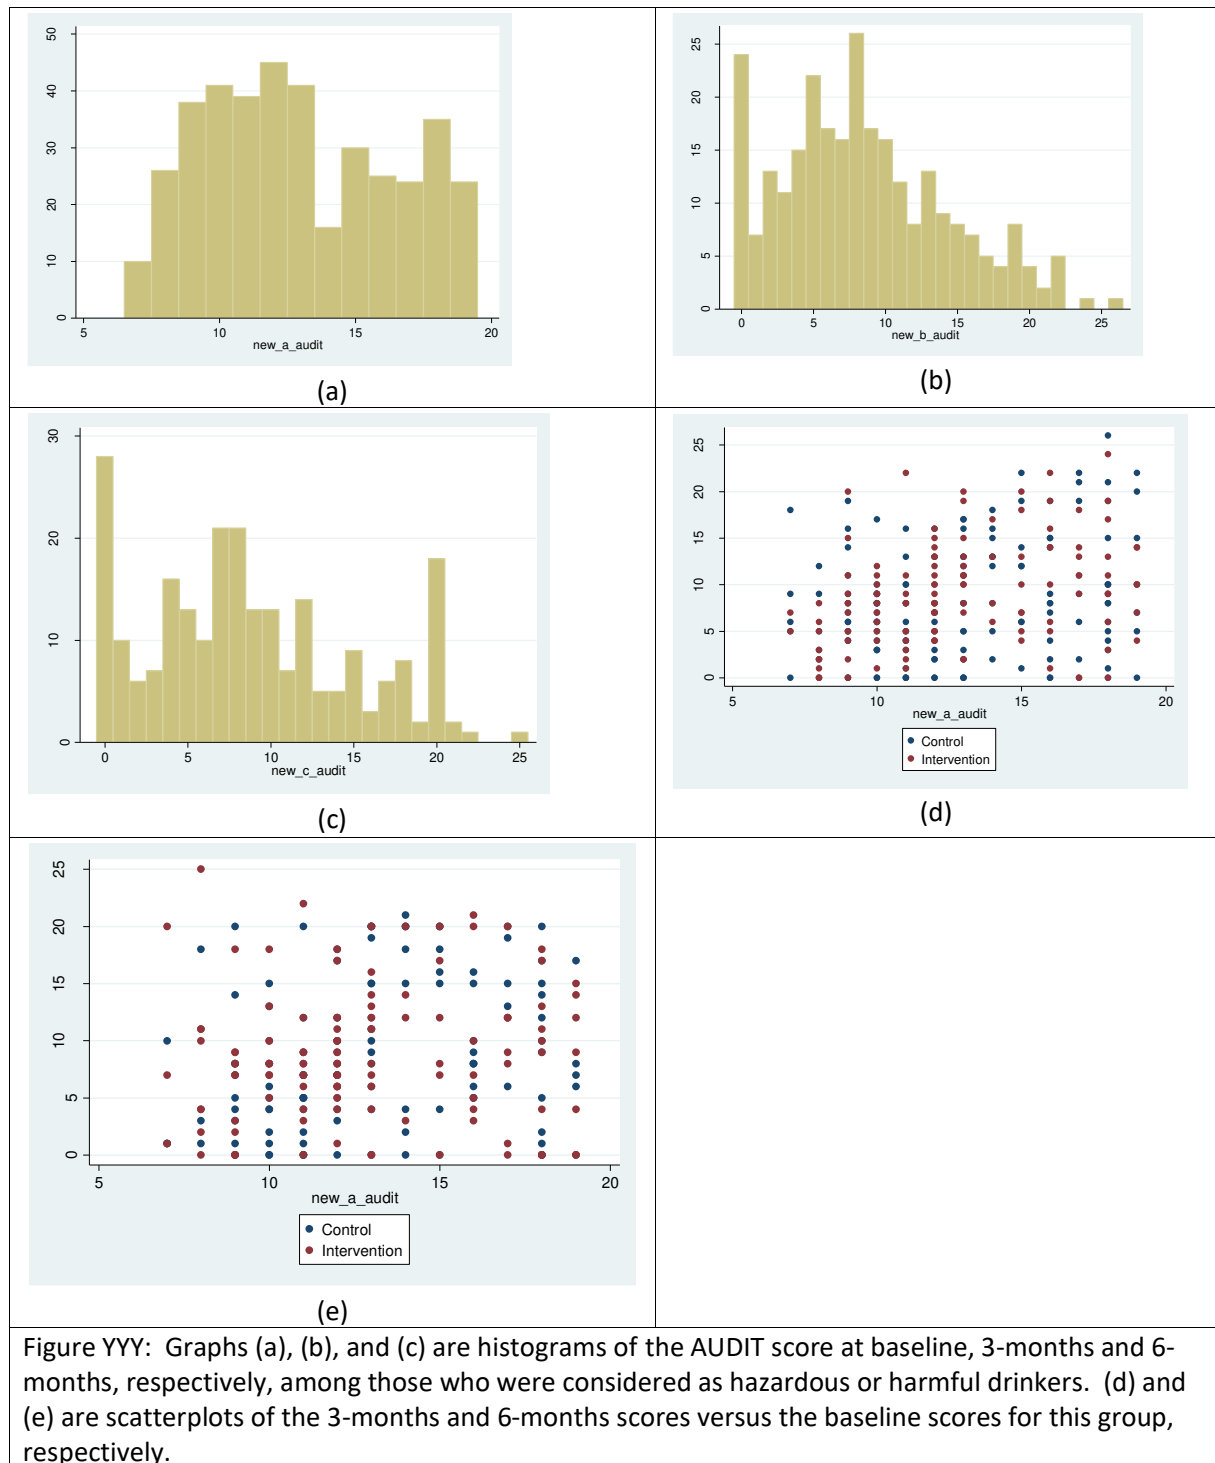 50
40
30
20
10
0
5 10 15 20
new_a_audit
(a)
25
20
15
10
5
0
0 5 10 15 20 25
new_b_audit
(b)
30
20
10
0
0 5 10 15 20 25
new_c_audit
(c)
25
20
15
10
5
0
5 10 15 20
new_a_audit
Control
Intervention
(d)
25
20
15
10
5
0
5 10 15 20
new_a_audit
Control
Intervention
(e)
Figure YYY: Graphs (a), (b), and (c) are histograms of the AUDIT score at baseline, 3-months and 6-
months, respectively, among those who were considered as hazardous or harmful drinkers. (d) and
(e) are scatterplots of the 3-months and 6-months scores versus the baseline scores for this group,
respectively.